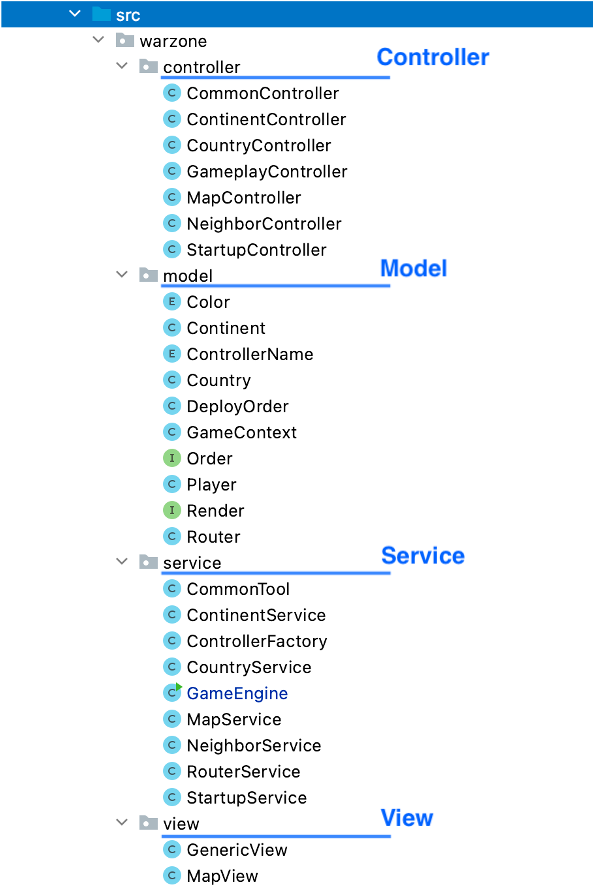 src
warzone
controller
Controller
C CommonController
C ContinentController
C CountryController
C GameplayController
C MapController
C NeighborController
C StartupController
model
Model
E Color
C Continent
E ControllerName
C Country
C DeployOrder
C GameContext
I Order
C Player
I Render
C Router
service
Service
C CommonTool
C ContinentService
C ControllerFactory
C CountryService
C GameEngine
C MapService
C NeighborService
C RouterService
C StartupService
view
View
C GenericView
C MapView